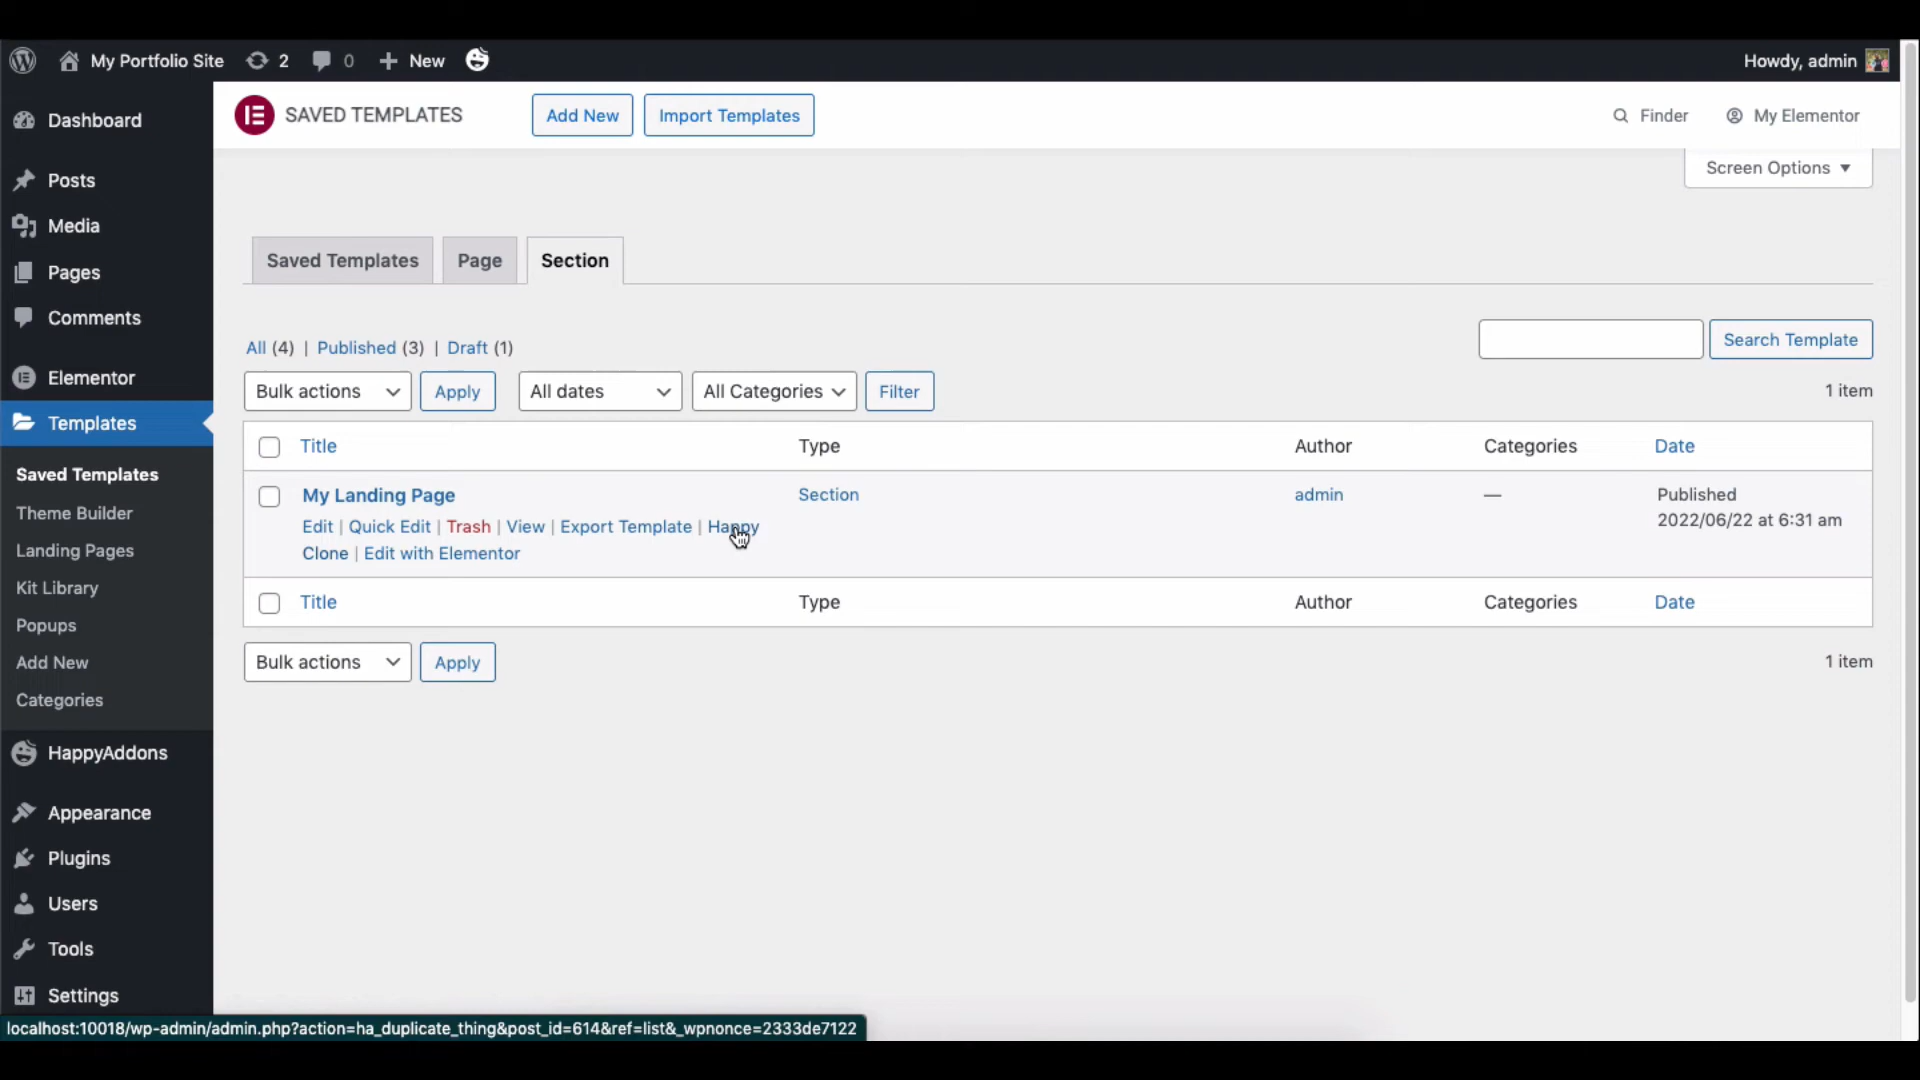 My Portfolio Site 2 0 New Howdy, admin
Dashboard
Posts
Media
Pages
Comments
Elementor
Templates
Saved Templates
Theme Builder
Landing Pages
Kit Library
Popups
Add New
Categories
HappyAddons
Appearance
Plugins
Users
Tools
Settings
SAVED TEMPLATES Add New Import Templates Finder My Elementor
Screen Options
Saved Templates Page Section
All (4) | Published (3) | Draft (1) Search Template
Bulk actions Apply All dates All Categories Filter 1 item
Title Type Author Categories Date
My Landing Page Section admin — Published
2022/06/22 at 6:31 am
Edit | Quick Edit | Trash | View | Export Template | Happy
Clone | Edit with Elementor
Title Type Author Categories Date
Bulk actions Apply 1 item
localhost:10018/wp-admin/admin.php?action=ha_duplicate_thing&post_id=614&ref=list&_wpnonce=2333de7122